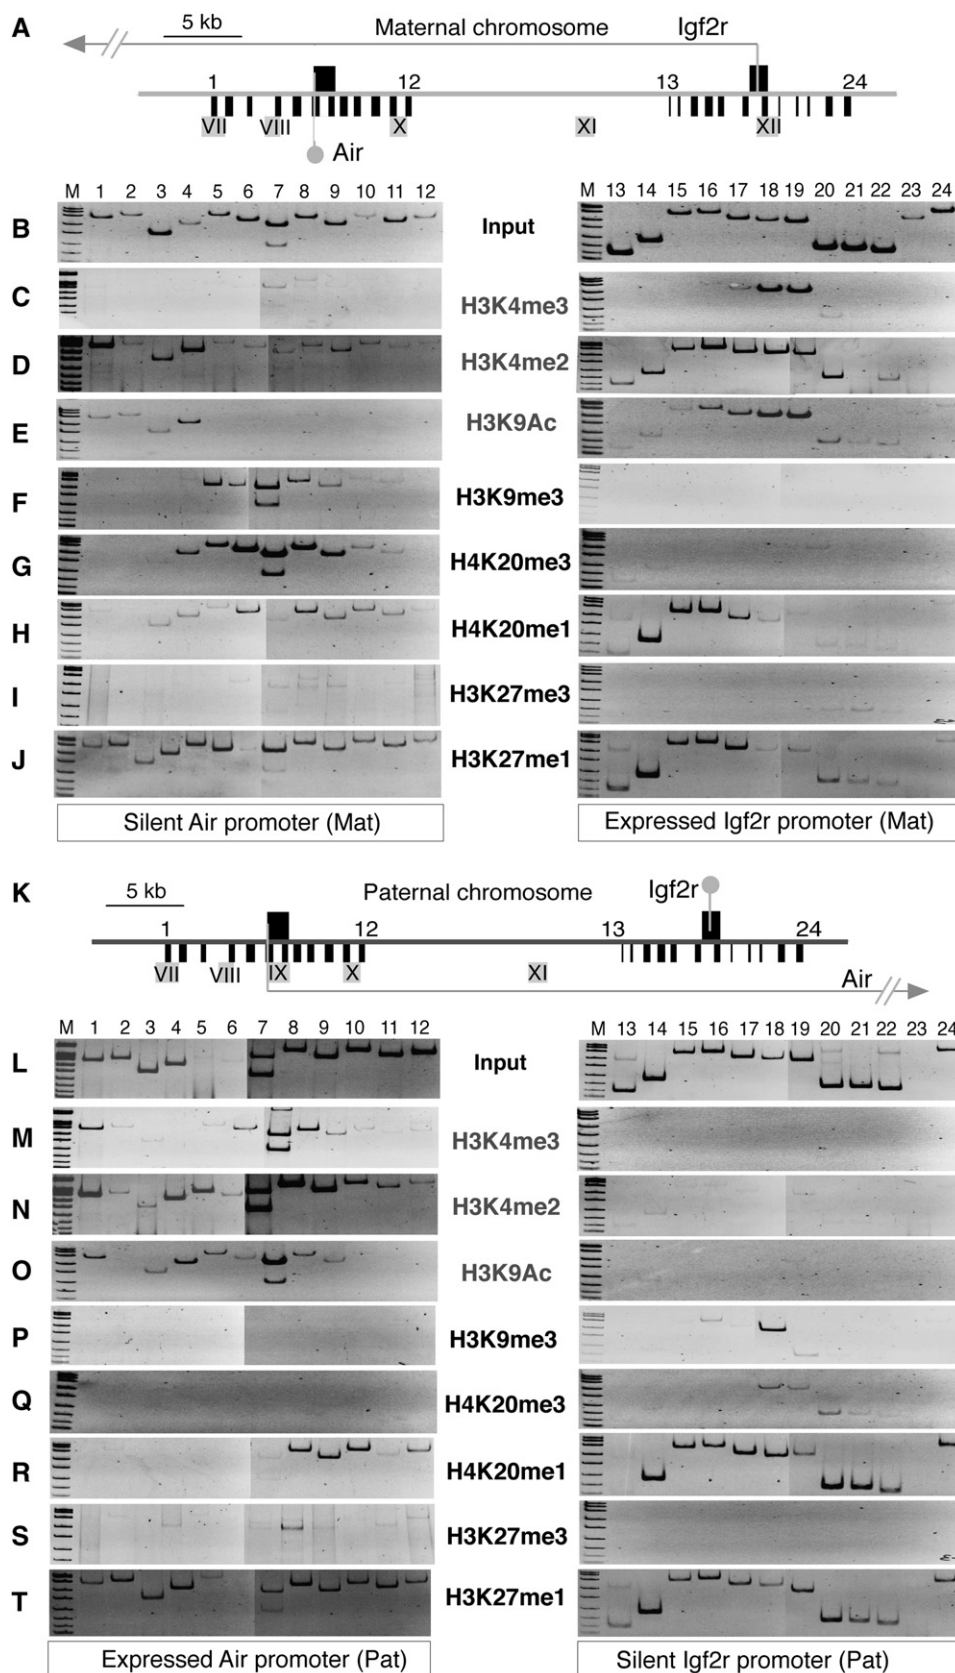 A 5 kb Maternal chromosome Igf2r
1 12 13 24
VII VIII X XI XII
Air
M 1 2 3 4 5 6 7 8 9 10 11 12 M 13 14 15 16 17 18 19 20 21 22 23 24
B Input
C H3K4me3
D H3K4me2
E H3K9Ac
F H3K9me3
G H4K20me3
H H4K20me1
I H3K27me3
J H3K27me1
Silent Air promoter (Mat) Expressed Igf2r promoter (Mat)
K 5 kb Paternal chromosome Igf2r
1 12 13 24
VII VIII IX X XI Air
M 1 2 3 4 5 6 7 8 9 10 11 12 M 13 14 15 16 17 18 19 20 21 22 23 24
L Input
M H3K4me3
N H3K4me2
O H3K9Ac
P H3K9me3
Q H4K20me3
R H4K20me1
S H3K27me3
T H3K27me1
Expressed Air promoter (Pat) Silent Igf2r promoter (Pat)